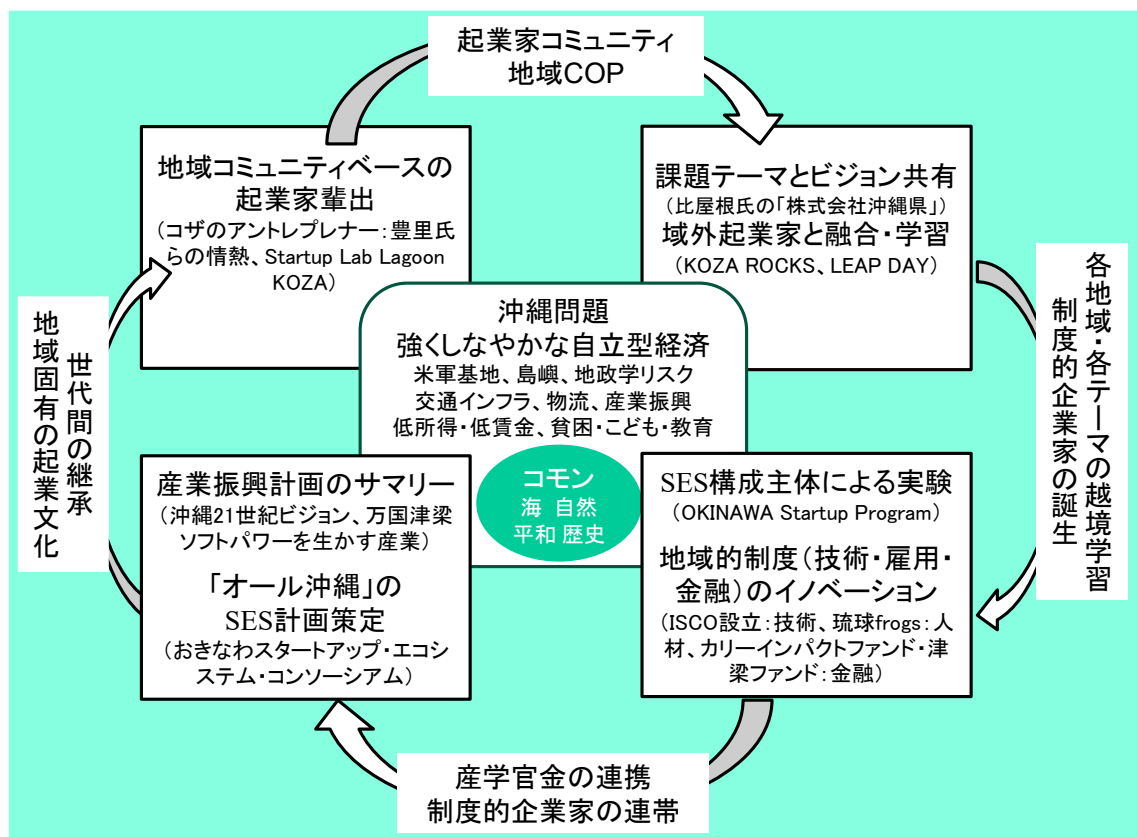 起業家コミュニティ
地域COP
地域コミュニティベースの
起業家輩出
(コザのアントレプレナー:豊里氏
らの情熱、Startup Lab Lagoon
KOZA)
課題テーマとビジョン共有
(比屋根氏の「株式会社沖縄県」)
域外起業家と融合・学習
(KOZA ROCKS、LEAP DAY)
各地域・各テーマの越境学習
制度的企業家の誕生
世代間の継承
地域固有の起業文化
沖縄問題
強くしなやかな自立型経済
米軍基地、島嶼、地政学リスク
交通インフラ、物流、産業振興
低所得・低賃金、貧困・こども・教育
コモン
海 自然
平和 歴史
産業振興計画のサマリー
(沖縄21世紀ビジョン、万国津梁
ソフトパワーを生かす産業)
「オール沖縄」の
SES計画策定
(おきなわスタートアップ・エコシ
ステム・コンソーシアム)
SES構成主体による実験
(OKINAWA Startup Program)
地域的制度(技術・雇用・
金融)のイノベーション
(ISCO設立:技術、琉球frogs:人
材、カリーインパクトファンド・津
梁ファンド:金融)
産学官金の連携
制度的企業家の連帯